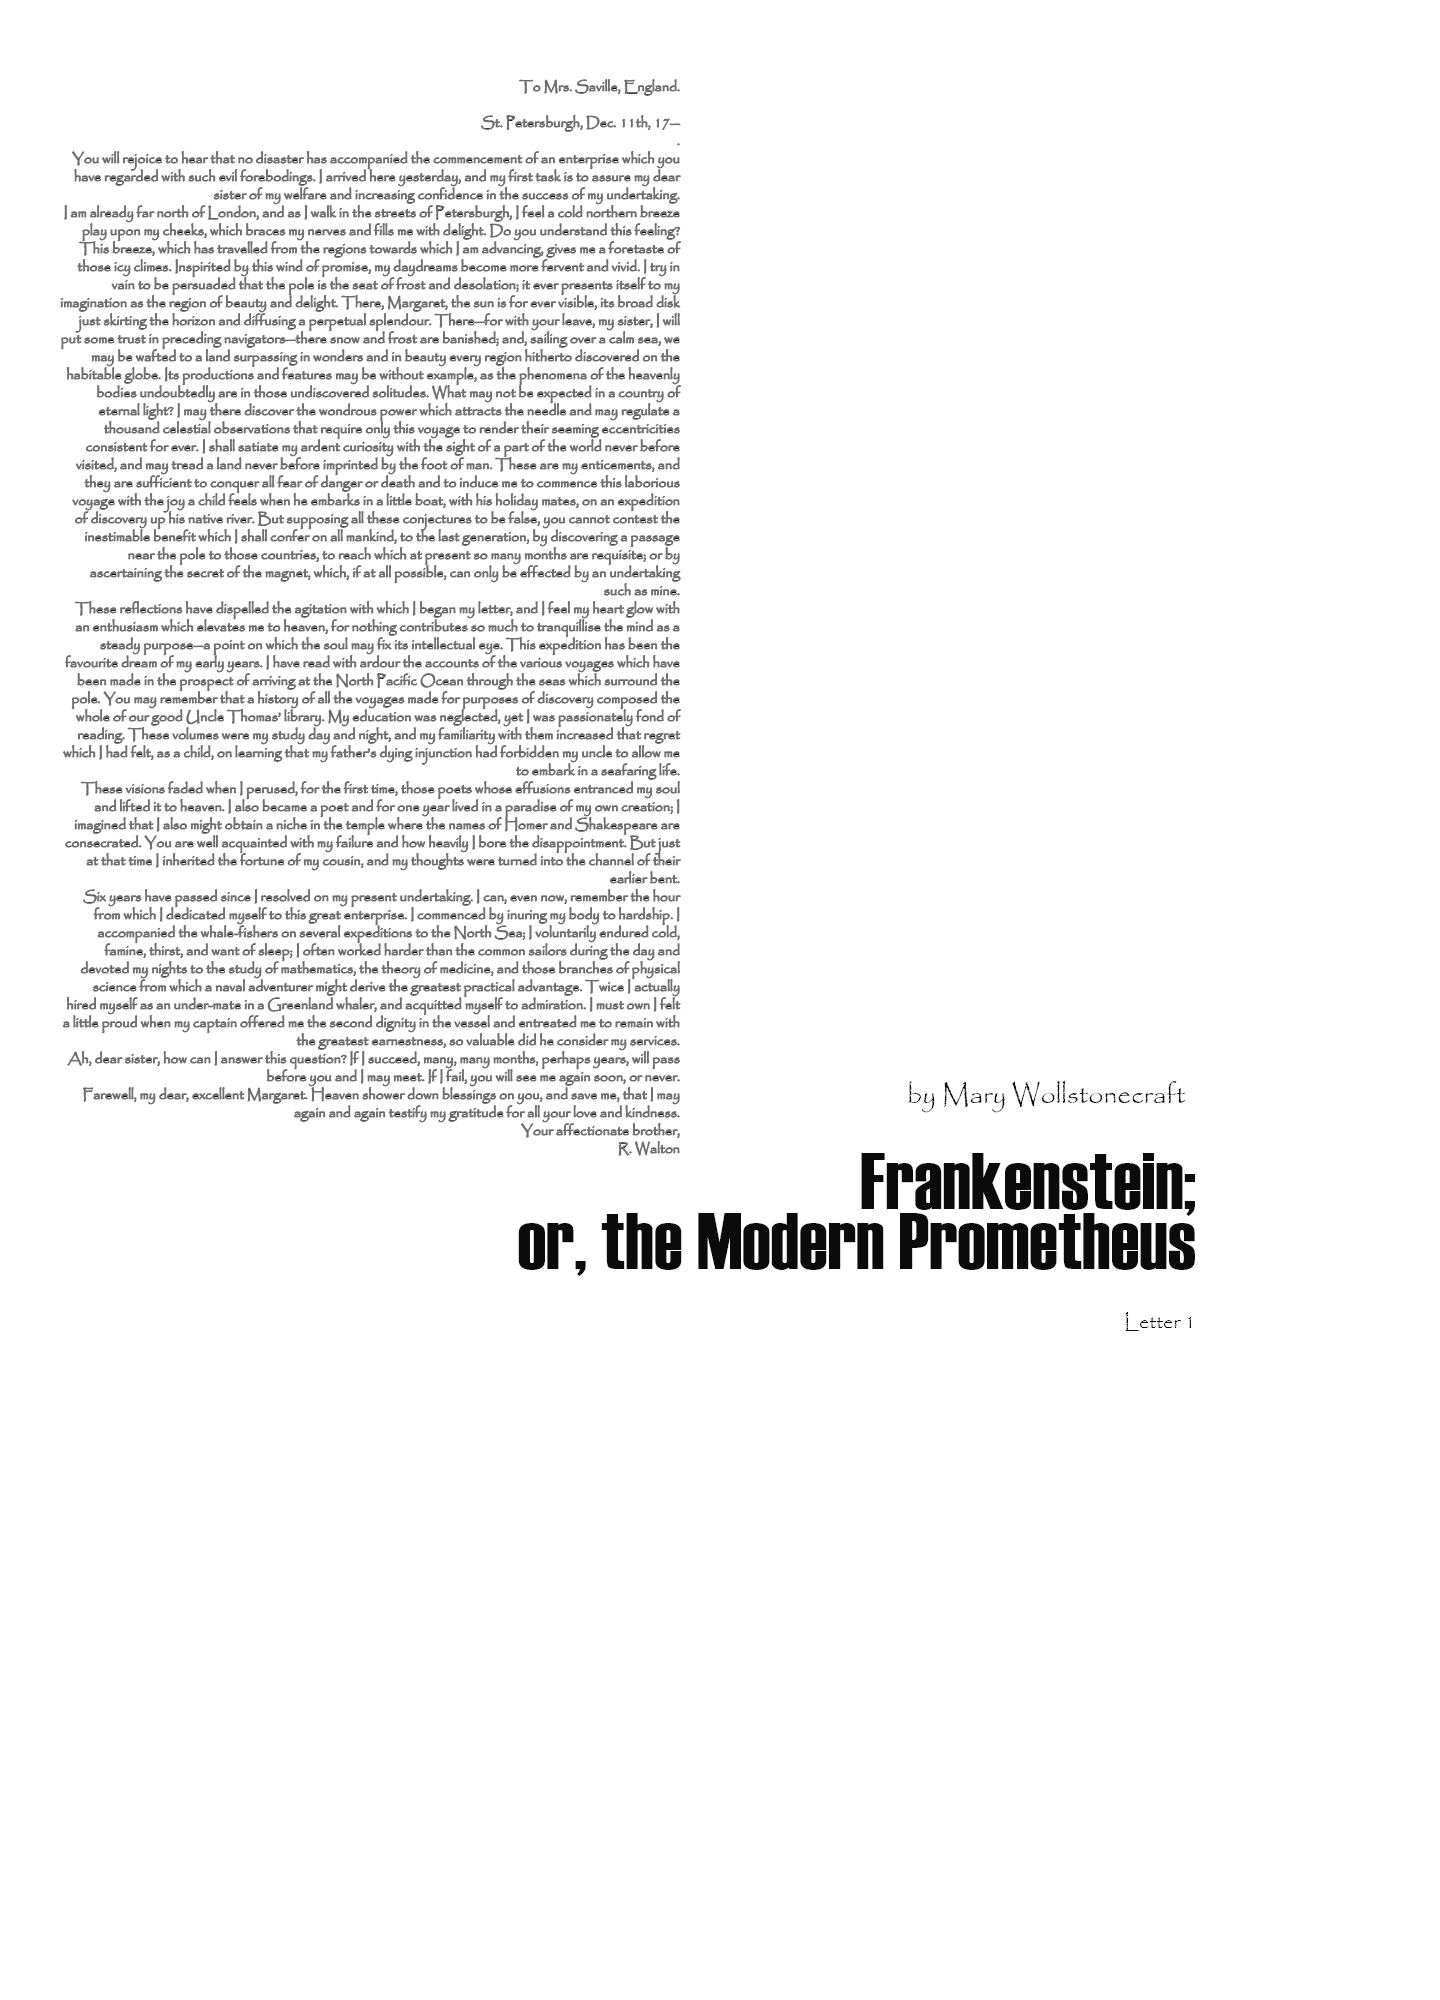 To Mrs. Saville, England.
St. Petersburgh, Dec. 11th, 17—
.
You will rejoice to hear that no disaster has accompanied the commencement of an enterprise which you
have regarded with such evil forebodings. I arrived here yesterday, and my first task is to assure my dear
sister of my welfare and increasing confidence in the success of my undertaking.
I am already far north of London, and as I walk in the streets of Petersburgh, I feel a cold northern breeze
play upon my cheeks, which braces my nerves and fills me with delight. Do you understand this feeling?
This breeze, which has travelled from the regions towards which I am advancing, gives me a foretaste of
those icy climes. Inspirited by this wind of promise, my daydreams become more fervent and vivid. I try in
vain to be persuaded that the pole is the seat of frost and desolation; it ever presents itself to my
imagination as the region of beauty and delight. There, Margaret, the sun is for ever visible, its broad disk
just skirting the horizon and diffusing a perpetual splendour. There—for with your leave, my sister, I will
put some trust in preceding navigators—there snow and frost are banished; and, sailing over a calm sea, we
may be wafted to a land surpassing in wonders and in beauty every region hitherto discovered on the
habitable globe. Its productions and features may be without example, as the phenomena of the heavenly
bodies undoubtedly are in those undiscovered solitudes. What may not be expected in a country of
eternal light? I may there discover the wondrous power which attracts the needle and may regulate a
thousand celestial observations that require only this voyage to render their seeming eccentricities
consistent for ever. I shall satiate my ardent curiosity with the sight of a part of the world never before
visited, and may tread a land never before imprinted by the foot of man. These are my enticements, and
they are sufficient to conquer all fear of danger or death and to induce me to commence this laborious
voyage with the joy a child feels when he embarks in a little boat, with his holiday mates, on an expedition
of discovery up his native river. But supposing all these conjectures to be false, you cannot contest the
inestimable benefit which I shall confer on all mankind, to the last generation, by discovering a passage
near the pole to those countries, to reach which at present so many months are requisite; or by
ascertaining the secret of the magnet, which, if at all possible, can only be effected by an undertaking
such as mine.
These reflections have dispelled the agitation with which I began my letter, and I feel my heart glow with
an enthusiasm which elevates me to heaven, for nothing contributes so much to tranquillise the mind as a
steady purpose—a point on which the soul may fix its intellectual eye. This expedition has been the
favourite dream of my early years. I have read with ardour the accounts of the various voyages which have
been made in the prospect of arriving at the North Pacific Ocean through the seas which surround the
pole. You may remember that a history of all the voyages made for purposes of discovery composed the
whole of our good Uncle Thomas’ library. My education was neglected, yet I was passionately fond of
reading. These volumes were my study day and night, and my familiarity with them increased that regret
which I had felt, as a child, on learning that my father’s dying injunction had forbidden my uncle to allow me
to embark in a seafaring life.
These visions faded when I perused, for the first time, those poets whose effusions entranced my soul
and lifted it to heaven. I also became a poet and for one year lived in a paradise of my own creation; I
imagined that I also might obtain a niche in the temple where the names of Homer and Shakespeare are
consecrated. You are well acquainted with my failure and how heavily I bore the disappointment. But just
at that time I inherited the fortune of my cousin, and my thoughts were turned into the channel of their
earlier bent.
Six years have passed since I resolved on my present undertaking. I can, even now, remember the hour
from which I dedicated myself to this great enterprise. I commenced by inuring my body to hardship. I
accompanied the whale-fishers on several expeditions to the North Sea; I voluntarily endured cold,
famine, thirst, and want of sleep; I often worked harder than the common sailors during the day and
devoted my nights to the study of mathematics, the theory of medicine, and those branches of physical
science from which a naval adventurer might derive the greatest practical advantage. Twice I actually
hired myself as an under-mate in a Greenland whaler, and acquitted myself to admiration. I must own I felt
a little proud when my captain offered me the second dignity in the vessel and entreated me to remain with
the greatest earnestness, so valuable did he consider my services.
Ah, dear sister, how can I answer this question? If I succeed, many, many months, perhaps years, will pass
before you and I may meet. If I fail, you will see me again soon, or never.
Farewell, my dear, excellent Margaret. Heaven shower down blessings on you, and save me, that I may
again and again testify my gratitude for all your love and kindness.
Your affectionate brother,
R. Walton
by Mary Wollstonecraft
Frankenstein;
or, the Modern Prometheus
Letter 1